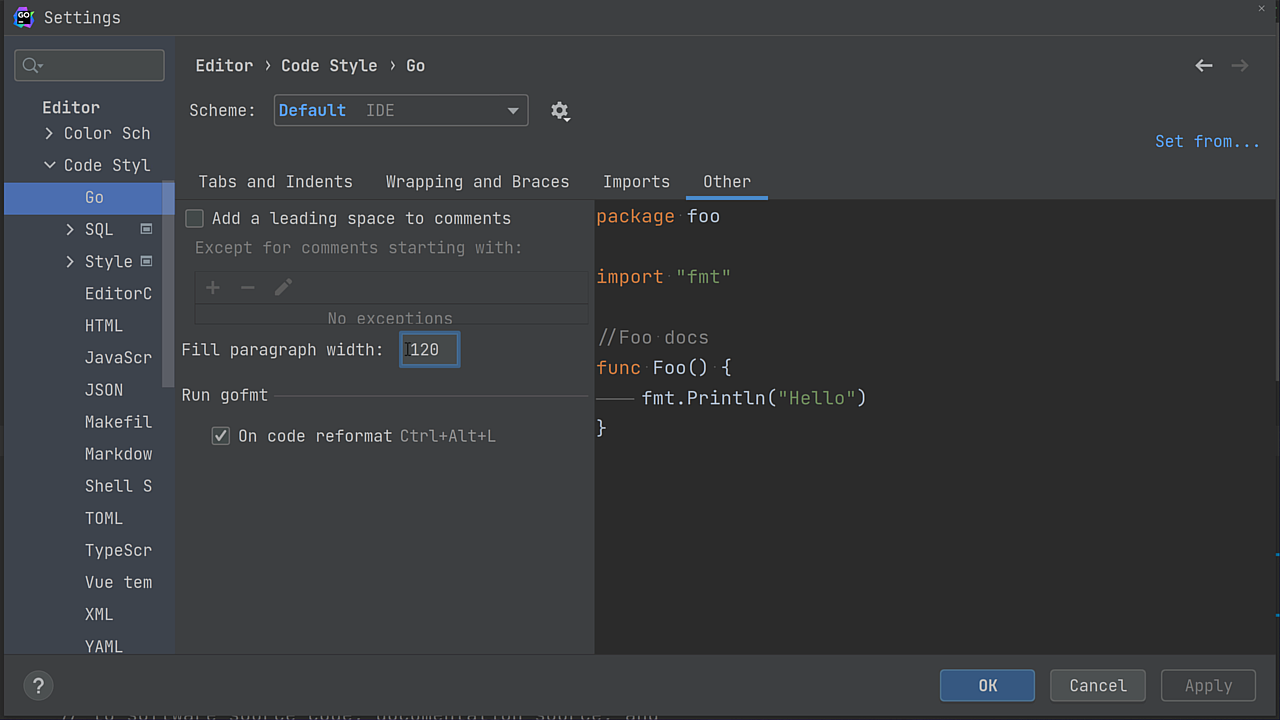 GO Settings
Editor › Code Style › Go
Scheme: Default IDE
Set from...
Editor
Color Sch
Code Styl
Go
SQL
Style
EditorC
HTML
JavaScr
JSON
Makefil
Markdow
Shell S
TOML
TypeScr
Vue tem
XML
YAML
Tabs and Indents Wrapping and Braces Imports Other
Add a leading space to comments
Except for comments starting with:
No exceptions
Fill paragraph width: 120
Run gofmt
On code reformat Ctrl+Alt+L
package foo
import "fmt"
//Foo docs
func Foo() {
fmt.Println("Hello")
}
? OK Cancel Apply